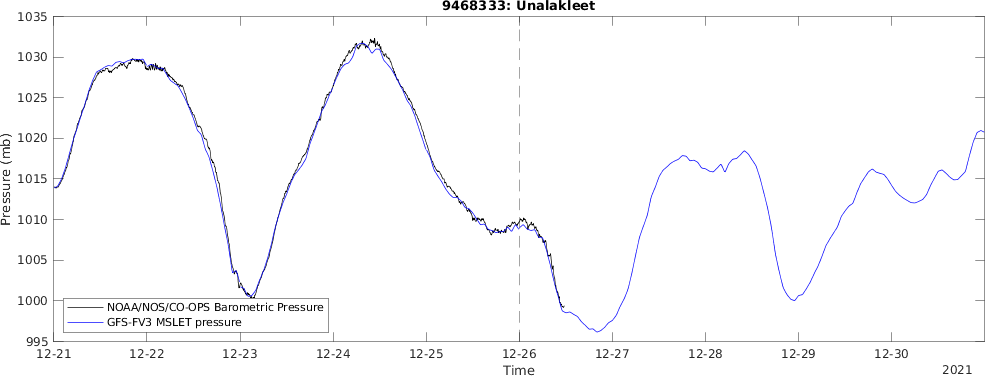 9468333: Unalakleet
1035
1030
1025
1020
1015
1010
1005
1000
995
Pressure (mb)
NOAA/NOS/CO-OPS Barometric Pressure
GFS-FV3 MSLET pressure
12-21 12-22 12-23 12-24 12-25 12-26 12-27 12-28 12-29 12-30
Time
2021